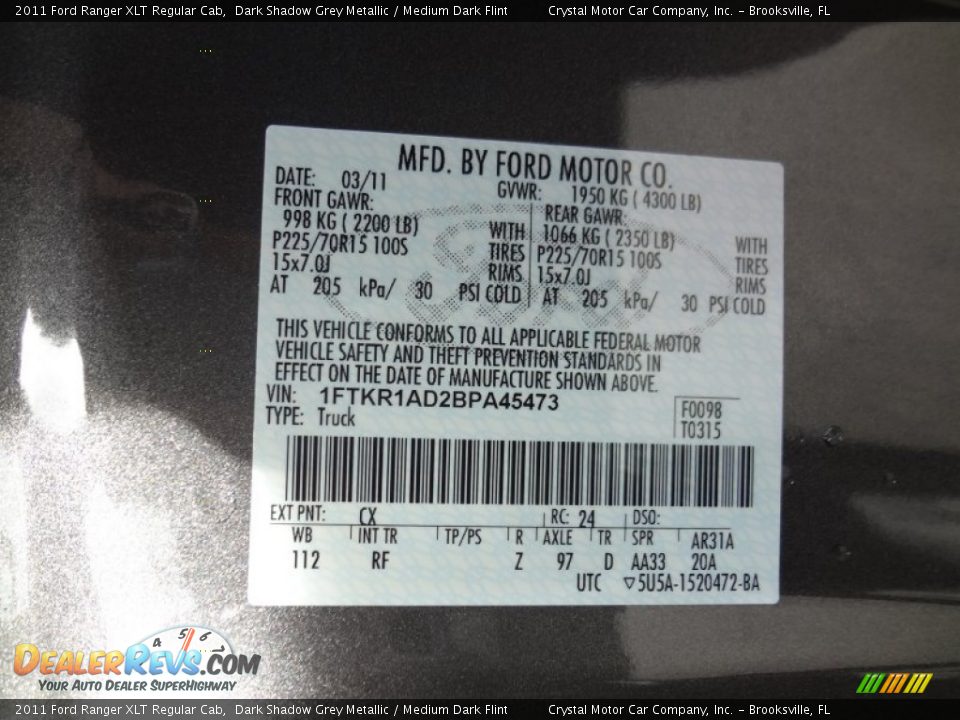 2011 Ford Ranger XLT Regular Cab, Dark Shadow Grey Metallic / Medium Dark Flint Crystal Motor Car Company, Inc. - Brooksville, FL
MFD. BY FORD MOTOR CO.
DATE: 03/11 GVWR: 1950 KG ( 4300 LB)
FRONT GAWR: REAR GAWR:
998 KG ( 2200 LB) WITH 1066 KG ( 2350 LB) WITH
P225/70R15 100S TIRES P225/70R15 100S TIRES
15x7.0J RIMS 15x7.0J RIMS
AT 205 kPa/ 30 PSI COLD AT 205 kPa/ 30 PSI COLD
THIS VEHICLE CONFORMS TO ALL APPLICABLE FEDERAL MOTOR
VEHICLE SAFETY AND THEFT PREVENTION STANDARDS IN
EFFECT ON THE DATE OF MANUFACTURE SHOWN ABOVE.
VIN: 1FTKR1AD2BPA45473
TYPE: Truck
F0098
T0315
EXT PNT: CX RC: 24 DSO:
WB INT TR TP/PS R AXLE TR SPR AR31A
112 RF Z 97 D AA33 20A
UTC ▽5U5A-1520472-BA
4 5 6
DEALERREVS.COM
YOUR AUTO DEALER SUPERHIGHWAY
2011 Ford Ranger XLT Regular Cab, Dark Shadow Grey Metallic / Medium Dark Flint Crystal Motor Car Company, Inc. - Brooksville, FL